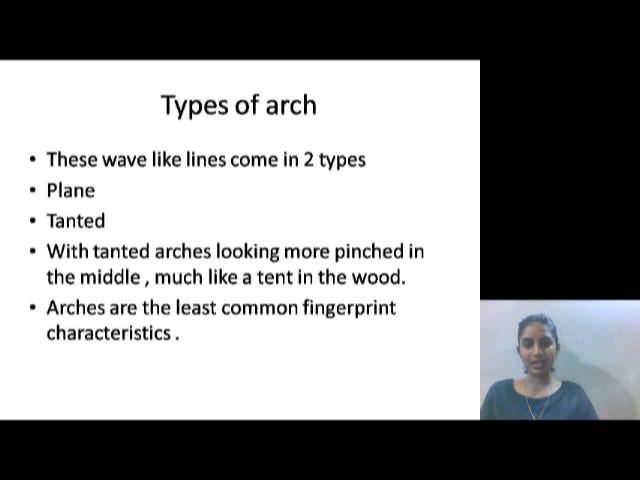 Types of arch
• These wave like lines come in 2 types
• Plane
• Tanted
• With tanted arches looking more pinched in
the middle , much like a tent in the wood.
• Arches are the least common fingerprint
characteristics .